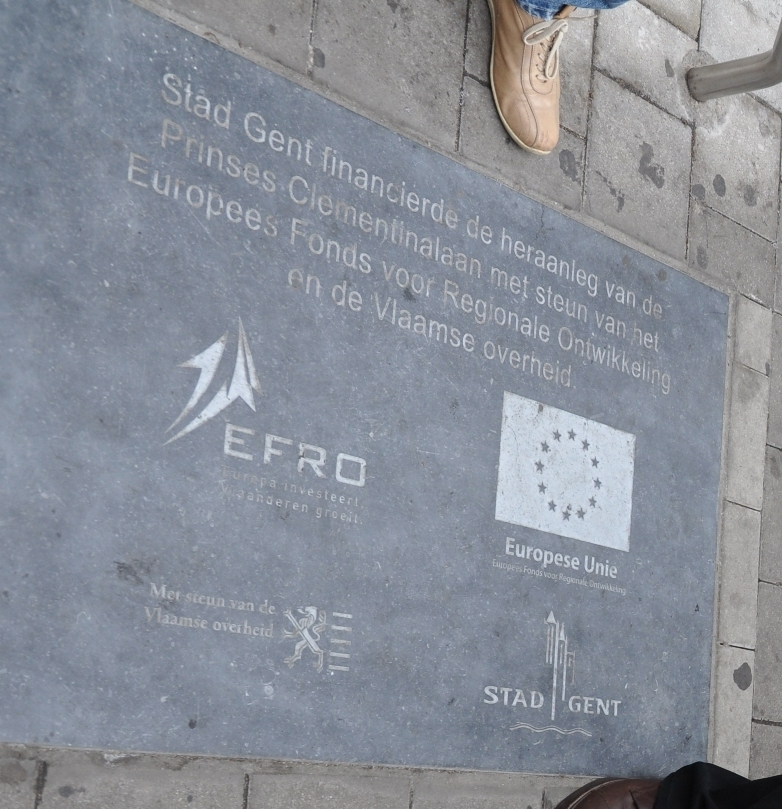 Stad Gent financierde de heraanleg van de
Prinses Clementinalaan met steun van het
Europees Fonds voor Regionale Ontwikkeling
en de Vlaamse overheid.
EFRO
Europa investeert,
Vlaanderen groeit.
Europese Unie
Europees Fonds voor Regionale Ontwikkeling
Met steun van de
Vlaamse overheid
STAD GENT